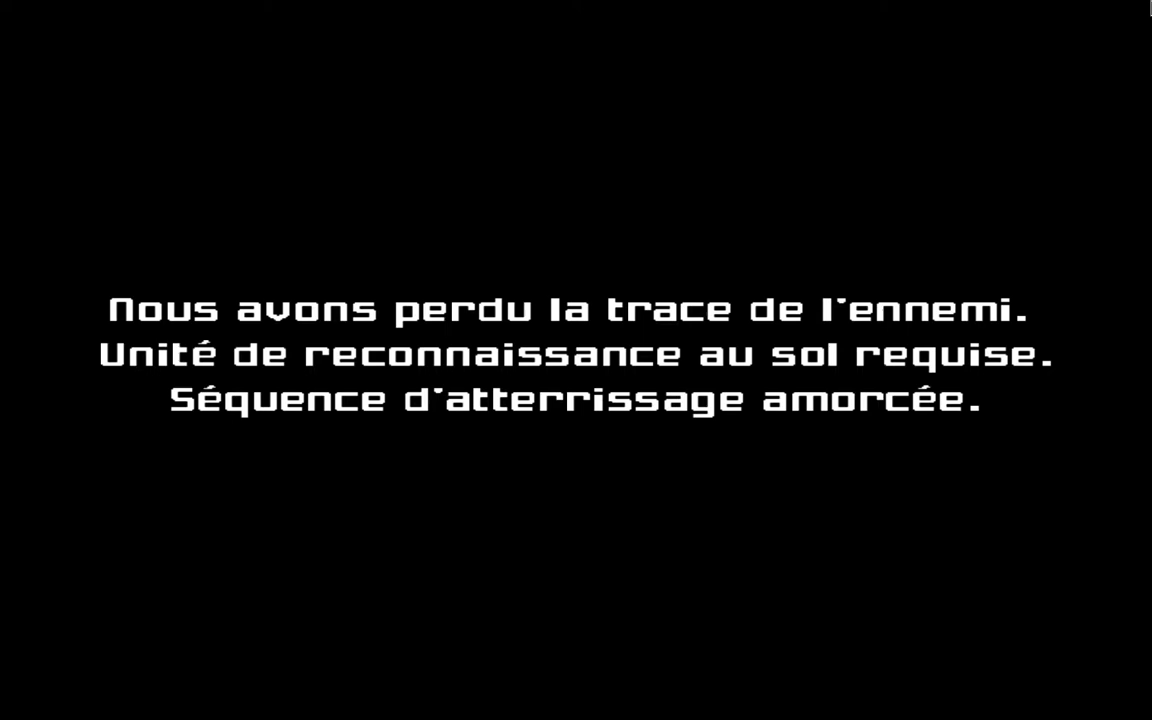 Nous avons perdu la trace de l'ennemi.
Unité de reconnaissance au sol requise.
Séquence d'atterrissage amorcée.